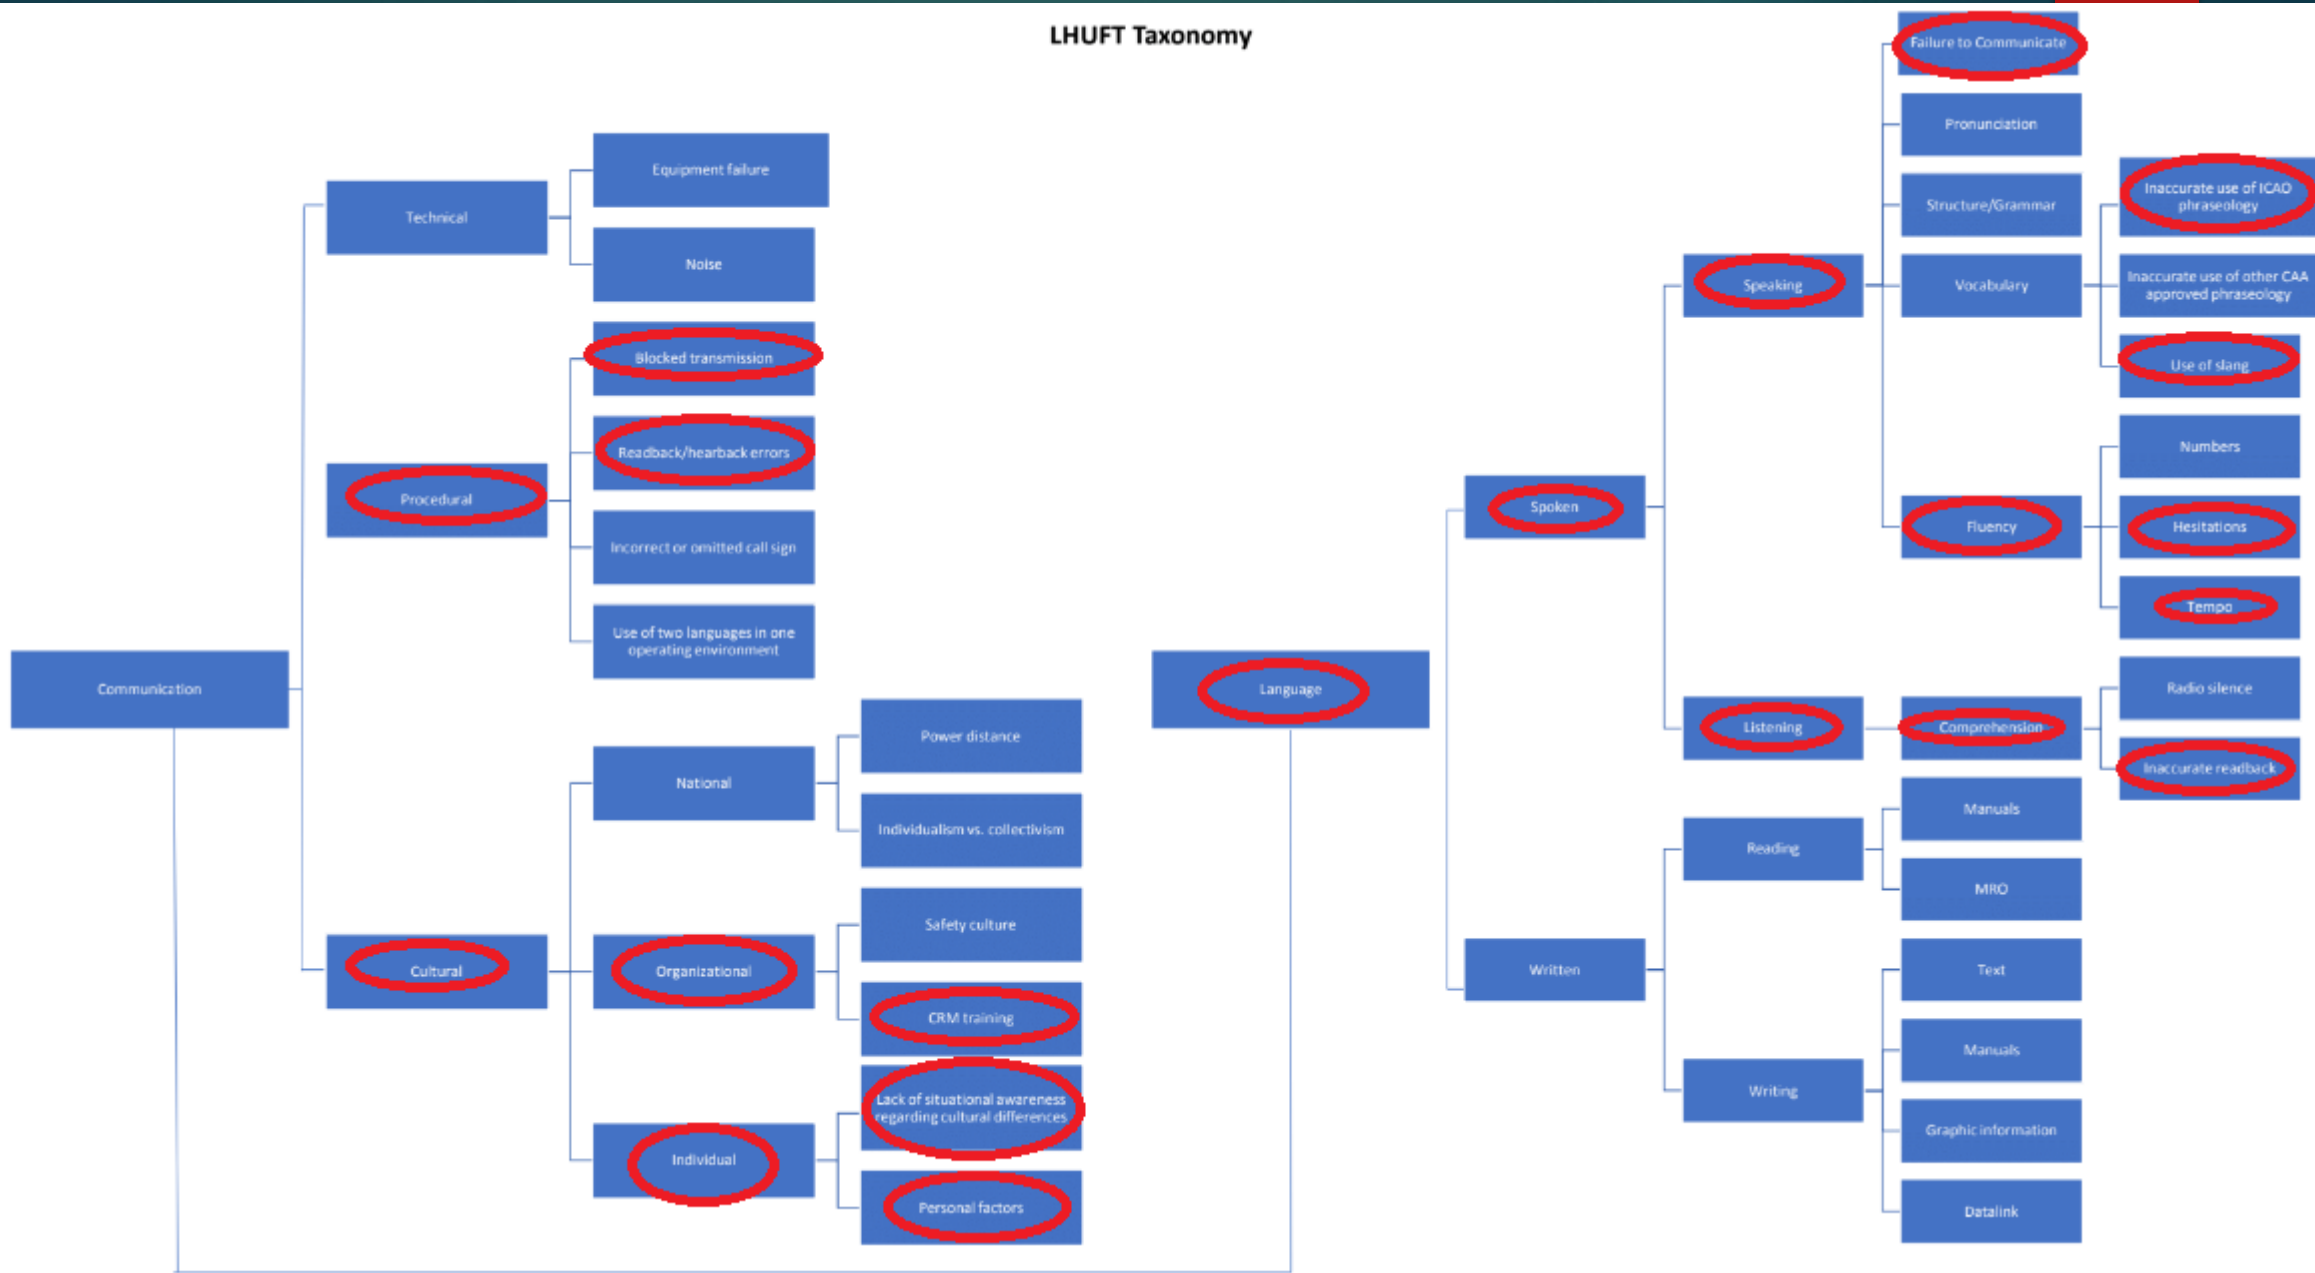 LHUFT Taxonomy
Communication
Technical
Equipment failure
Noise
Procedural
Blocked transmission
Readback/hearback errors
Incorrect or omitted call sign
Use of two languages in one
operating environment
Cultural
National
Power distance
Individualism vs. collectivism
Organizational
Safety culture
CRM training
Individual
Lack of situational awareness
regarding cultural differences
Personal factors
Language
Spoken
Speaking
Failure to Communicate
Pronunciation
Structure/Grammar
Vocabulary
Inaccurate use of ICAO
phraseology
Inaccurate use of other CAA
approved phraseology
Use of slang
Fluency
Numbers
Hesitations
Tempo
Listening
Comprehension
Radio silence
Inaccurate readback
Written
Reading
Manuals
MRO
Writing
Text
Manuals
Graphic information
Datalink